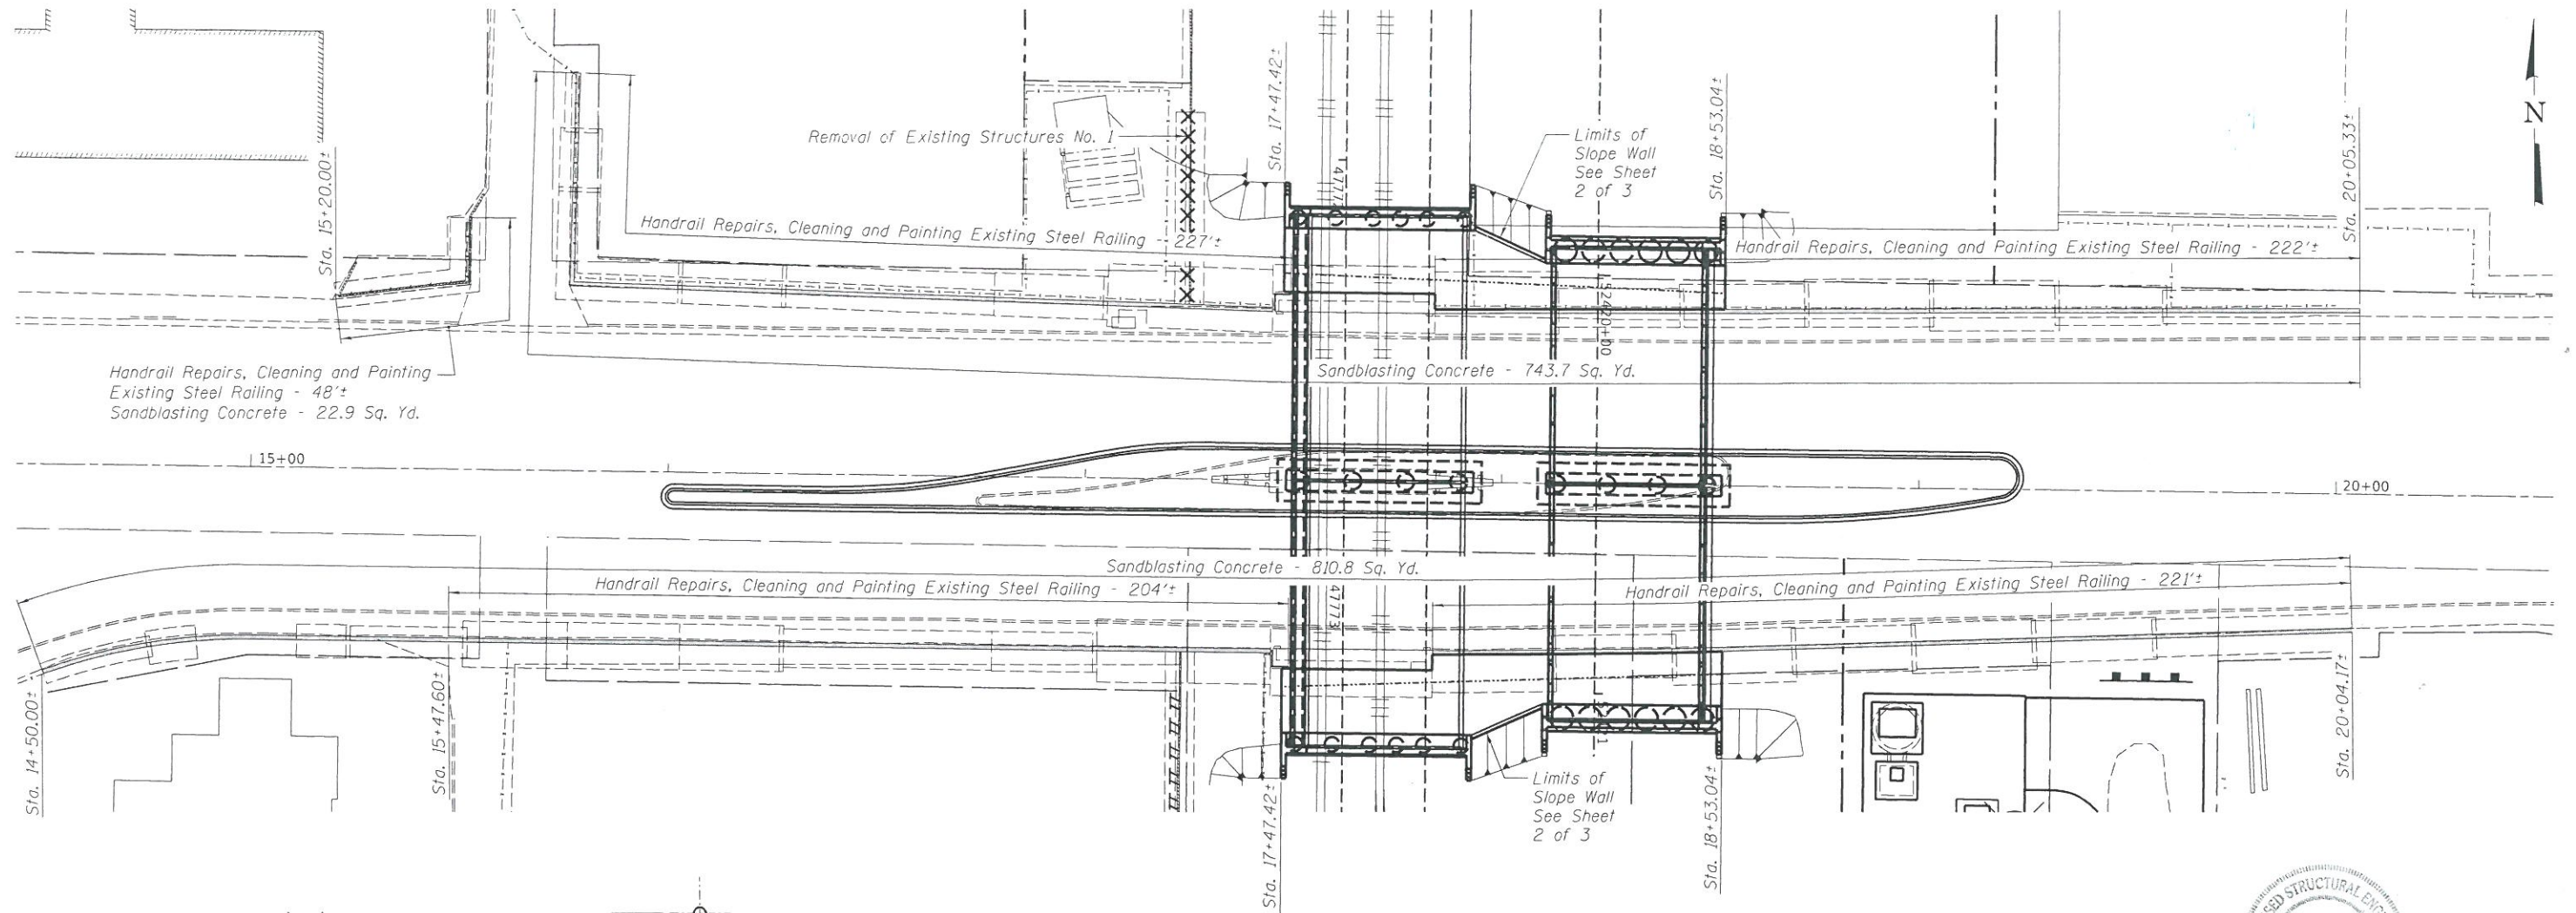 Sta. 17+47.42±
Sta. 18+53.04±
Sta. 20+05.33±
N
Removal of Existing Structures No. 1
Limits of
Slope Wall
See Sheet
2 of 3
Sta. 15+20.00±
Handrail Repairs, Cleaning and Painting Existing Steel Railing - 227'±
Handrail Repairs, Cleaning and Painting Existing Steel Railing - 222'±
Handrail Repairs, Cleaning and Painting
Existing Steel Railing - 48'±
Sandblasting Concrete - 22.9 Sq. Yd.
Sandblasting Concrete - 743.7 Sq. Yd.
15+00
20+00
Sandblasting Concrete - 810.8 Sq. Yd.
Handrail Repairs, Cleaning and Painting Existing Steel Railing - 204'±
Handrail Repairs, Cleaning and Painting Existing Steel Railing - 221'±
Sta. 14+50.00±
Sta. 15+47.60±
Sta. 17+47.42±
Limits of
Slope Wall
See Sheet
2 of 3
Sta. 18+53.04±
Sta. 20+04.17±
STRUCTURAL